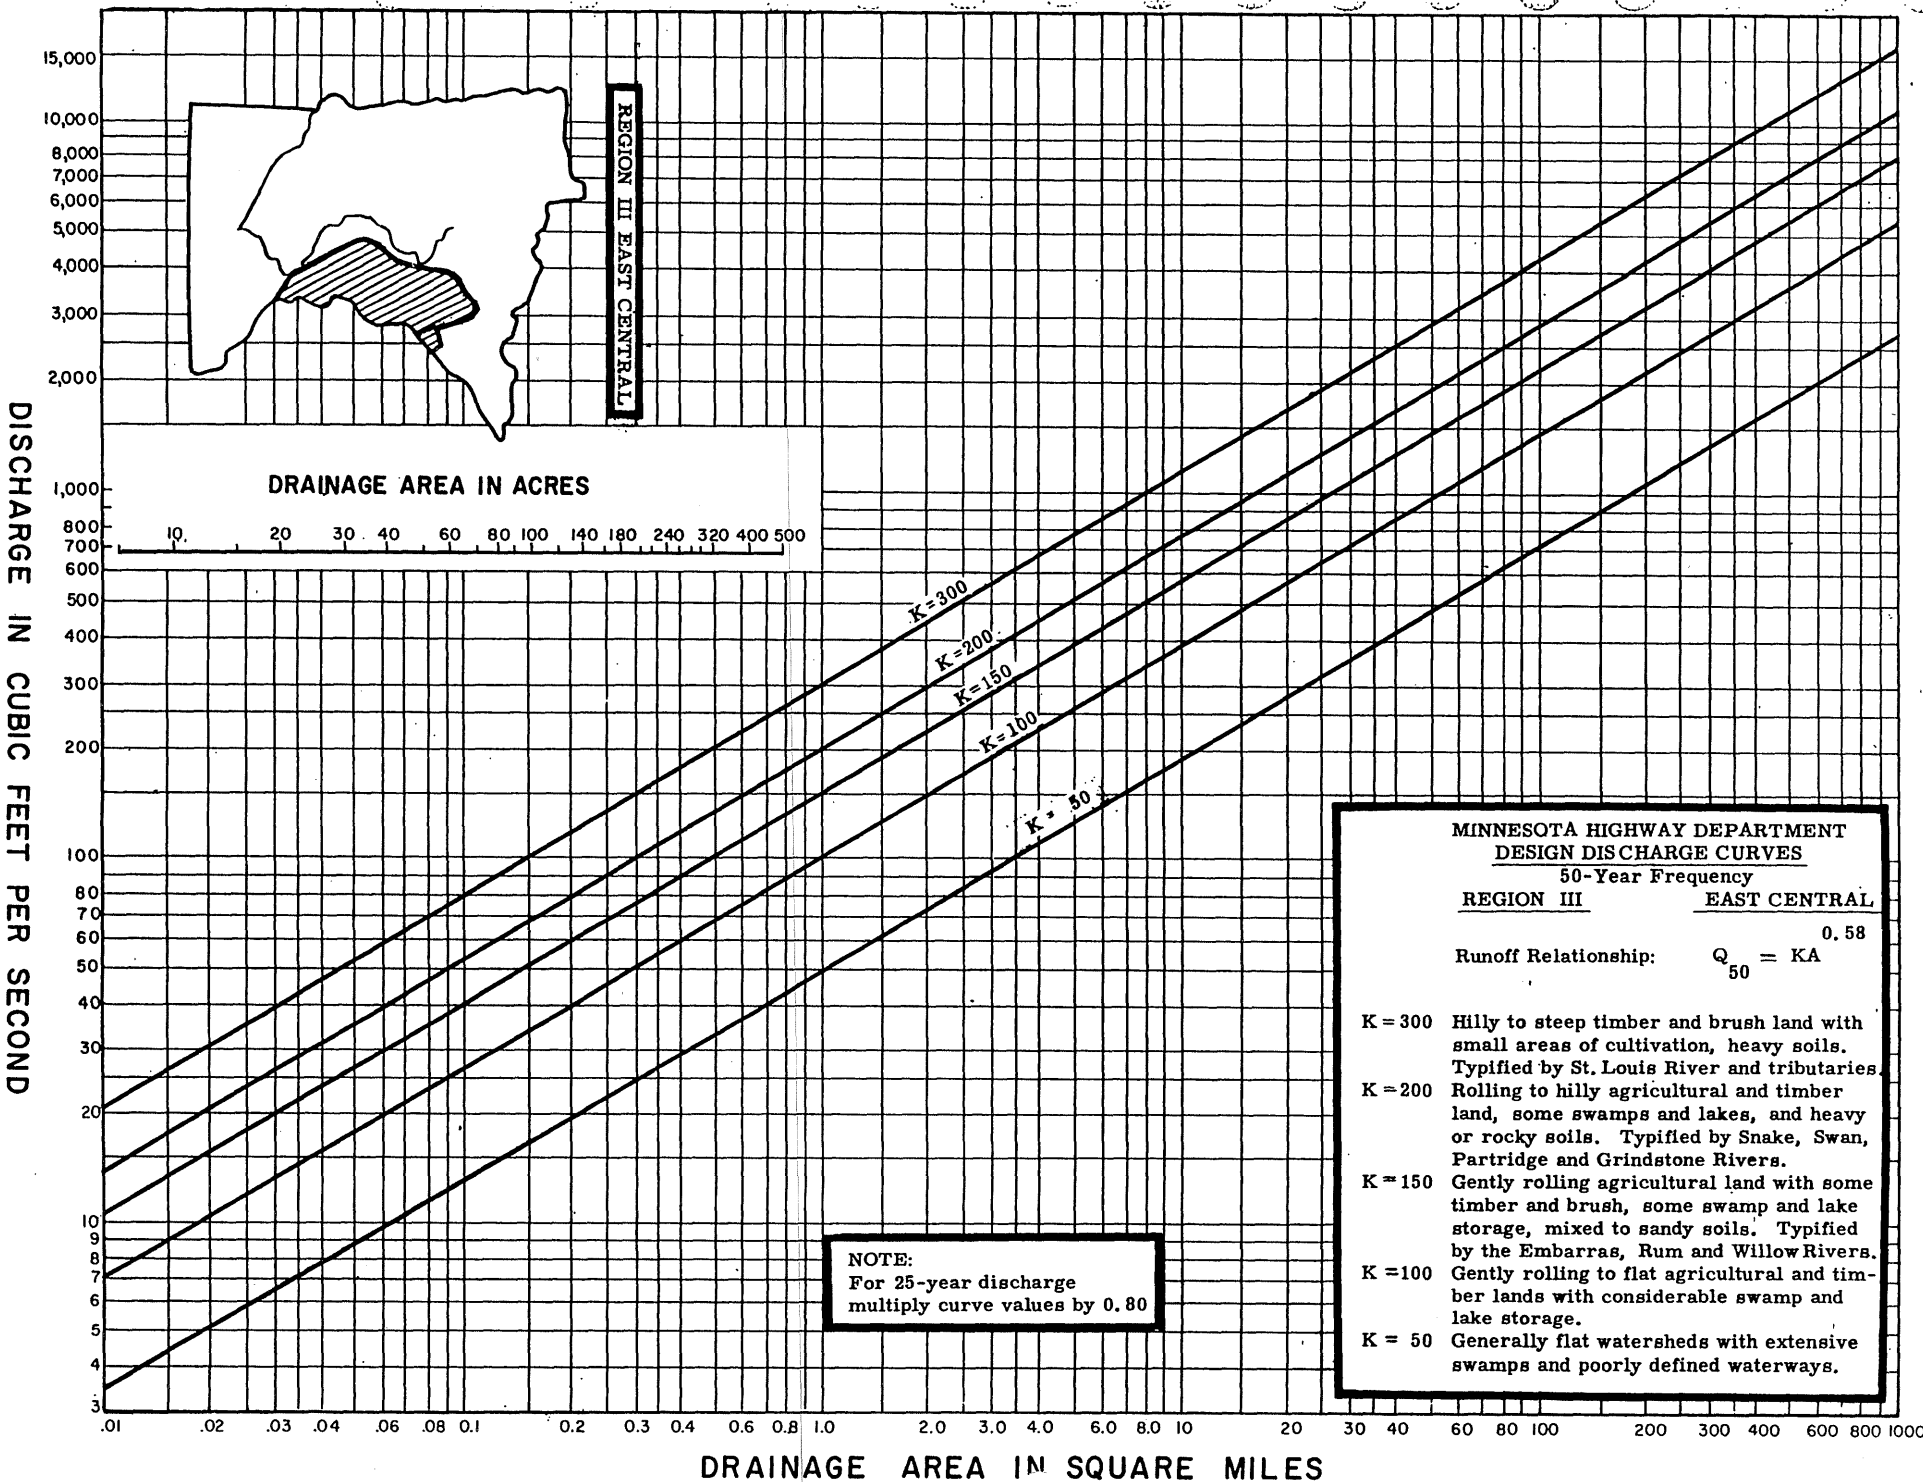 15,000
10,000
8,000
7,000
6,000
5,000
4,000
3,000
2,000
1,000
800
700
600
500
400
300
200
100
80
70
60
50
40
30
20
10
9
8
7
6
5
4
3
DISCHARGE IN CUBIC FEET PER SECOND
REGION III EAST CENTRAL
DRAINAGE AREA IN ACRES
10 20 30 40 60 80 100 140 180 240 320 400 500
K=300
K=200
K=150
K=100
K= 50
NOTE:
For 25-year discharge
multiply curve values by 0.80
MINNESOTA HIGHWAY DEPARTMENT
DESIGN DISCHARGE CURVES
50-Year Frequency
REGION III EAST CENTRAL
0.58
Runoff Relationship: Q = KA
50
K=300 Hilly to steep timber and brush land with
small areas of cultivation, heavy soils.
Typified by St. Louis River and tributaries.
K=200 Rolling to hilly agricultural and timber
land, some swamps and lakes, and heavy
or rocky soils. Typified by Snake, Swan,
Partridge and Grindstone Rivers.
K=150 Gently rolling agricultural land with some
timber and brush, some swamp and lake
storage, mixed to sandy soils. Typified
by the Embarras, Rum and Willow Rivers.
K=100 Gently rolling to flat agricultural and tim-
ber lands with considerable swamp and
lake storage.
K= 50 Generally flat watersheds with extensive
swamps and poorly defined waterways.
.01 .02 .03 .04 .06 .08 0.1 0.2 0.3 0.4 0.6 0.8 1.0 2.0 3.0 4.0 6.0 8.0 10 20 30 40 60 80 100 200 300 400 600 800 1000
DRAINAGE AREA IN SQUARE MILES